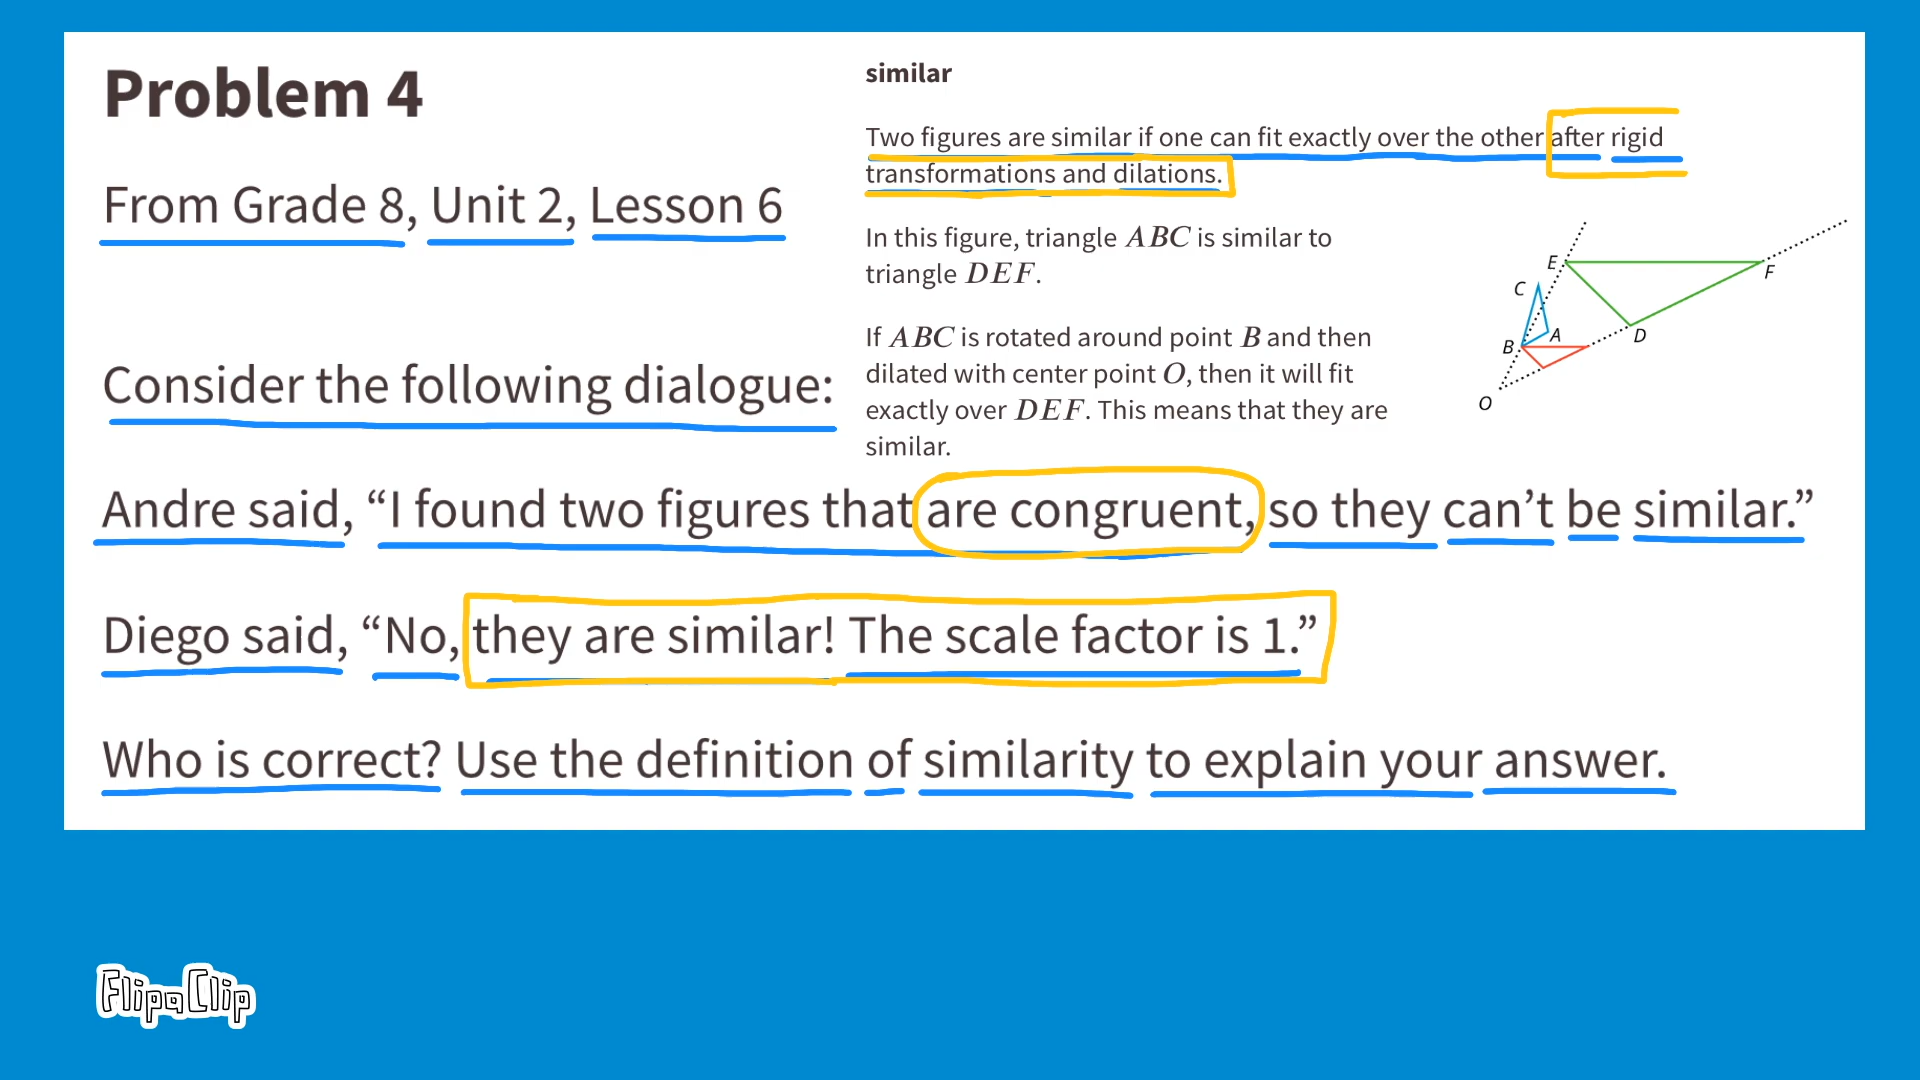 Problem 4
From Grade 8, Unit 2, Lesson 6
Consider the following dialogue:
similar
Two figures are similar if one can fit exactly over the other after rigid
transformations and dilations.
In this figure, triangle ABC is similar to
triangle DEF.
If ABC is rotated around point B and then
dilated with center point O, then it will fit
exactly over DEF. This means that they are
similar.
E
F
C
A
D
B
O
Andre said, “I found two figures that are congruent, so they can’t be similar.”
Diego said, “No, they are similar! The scale factor is 1.”
Who is correct? Use the definition of similarity to explain your answer.
FlipaClip